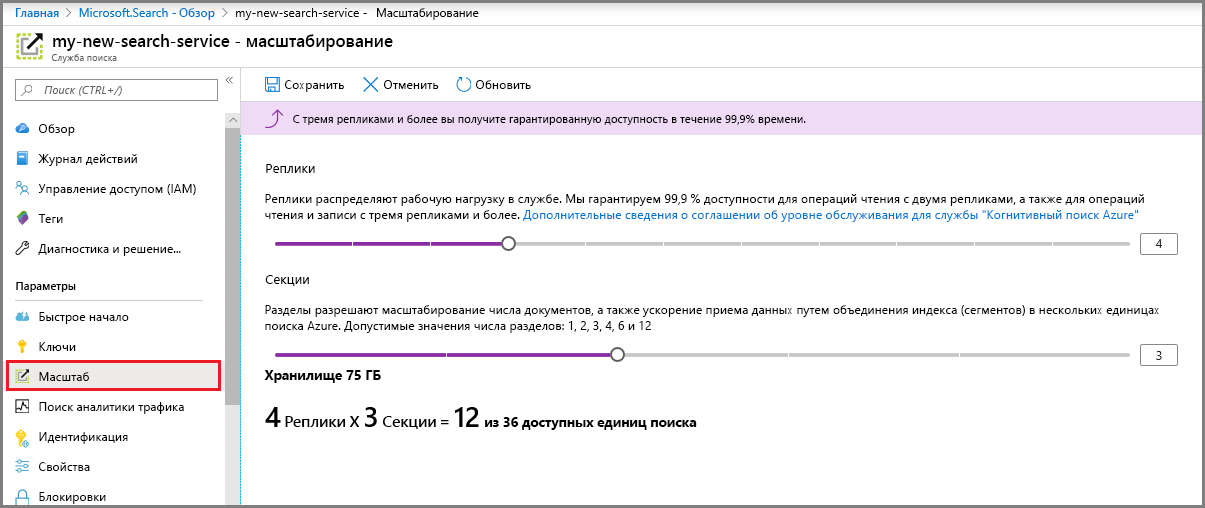 Главная > Microsoft.Search - Обзор > my-new-search-service - Масштабирование
my-new-search-service - масштабирование
Служба поиска
Поиск (CTRL+/)
«
Сохранить
Отменить
Обновить
С тремя репликами и более вы получите гарантированную доступность в течение 99,9% времени.
Обзор
Журнал действий
Управление доступом (IAM)
Теги
Диагностика и решение...
Параметры
Быстрое начало
Ключи
Масштаб
Поиск аналитики трафика
Идентификация
Свойства
Блокировки
Реплики
Реплики распределяют рабочую нагрузку в службе. Мы гарантируем 99,9 % доступности для операций чтения с двумя репликами, а также для операций
чтения и записи с тремя репликами и более. Дополнительные сведения о соглашении об уровне обслуживания для службы "Когнитивный поиск Azure"
4
Секции
Разделы разрешают масштабирование числа документов, а также ускорение приема данных путем объединения индекса (сегментов) в нескольких единицах
поиска Azure. Допустимые значения числа разделов: 1, 2, 3, 4, 6 и 12
3
Хранилище 75 ГБ
4 Реплики X 3 Секции = 12 из 36 доступных единиц поиска